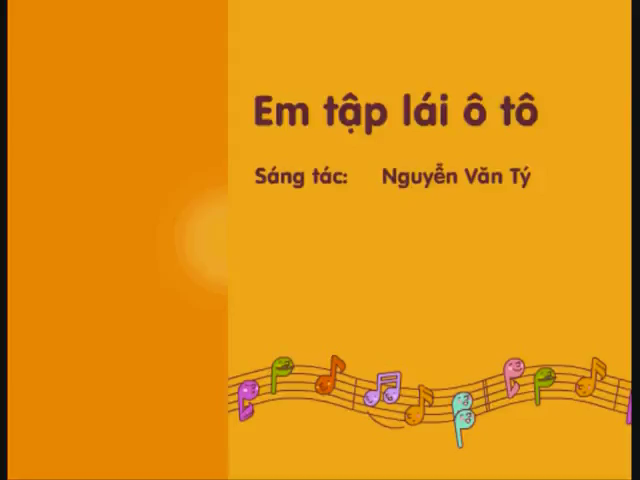 Em tập lái ô tô
Sáng tác: Nguyễn Văn Tý